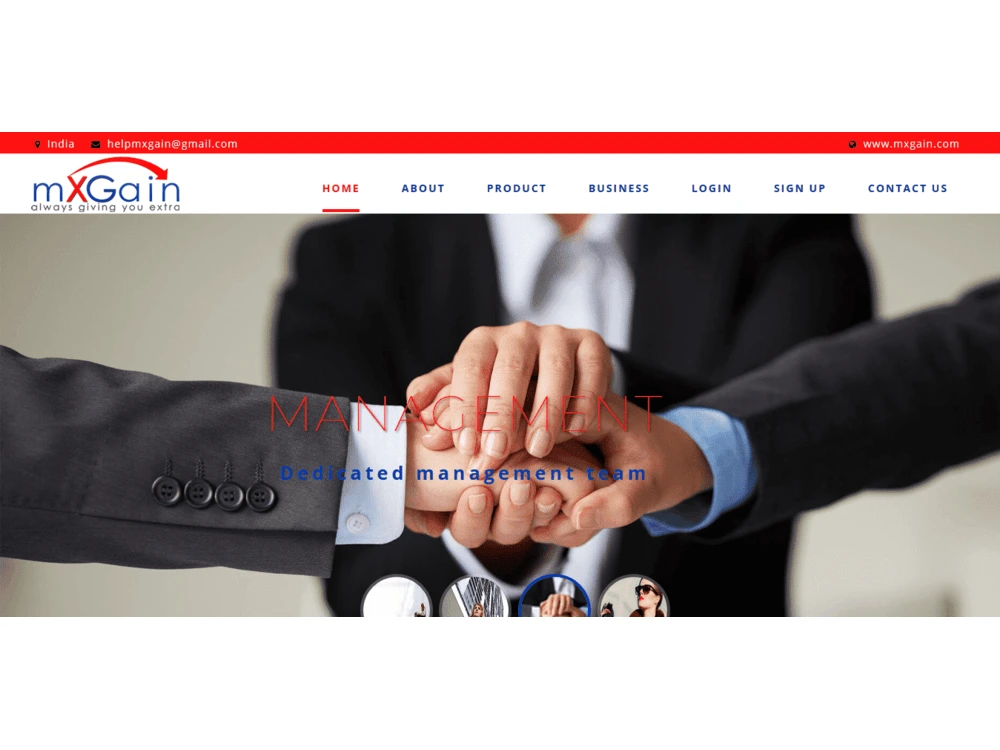 India helpmxgain@gmail.com www.mxgain.com
mXGain
always giving you extra
HOME ABOUT PRODUCT BUSINESS LOGIN SIGN UP CONTACT US
MANAGEMENT
Dedicated management team